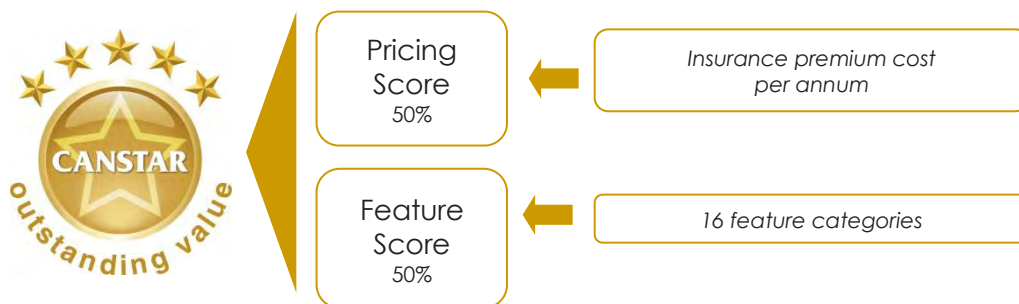 CANSTAR
outstanding value
Pricing
Score
50%
Insurance premium cost
per annum
Feature
Score
50%
16 feature categories